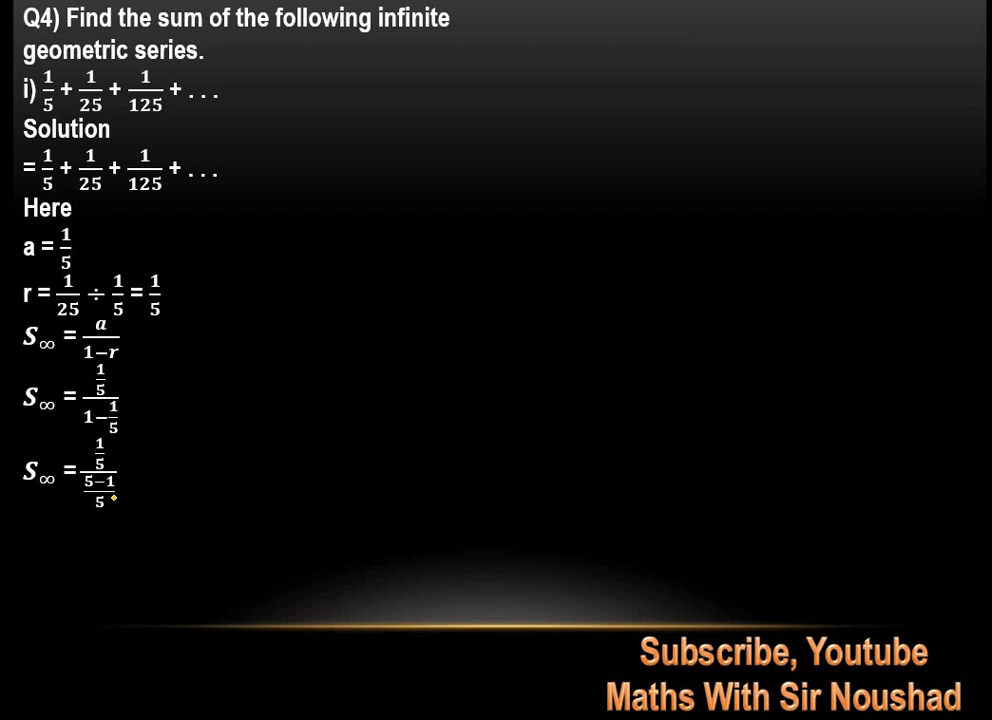 Q4) Find the sum of the following infinite
geometric series.
i) 1/5 + 1/25 + 1/125 + . . .
Solution
= 1/5 + 1/25 + 1/125 + . . .
Here
a = 1/5
r = 1/25 ÷ 1/5 = 1/5
S∞ = a/(1−r)
S∞ = (1/5)/(1−1/5)
S∞ = (1/5)/((5−1)/5)
Subscribe, Youtube
Maths With Sir Noushad